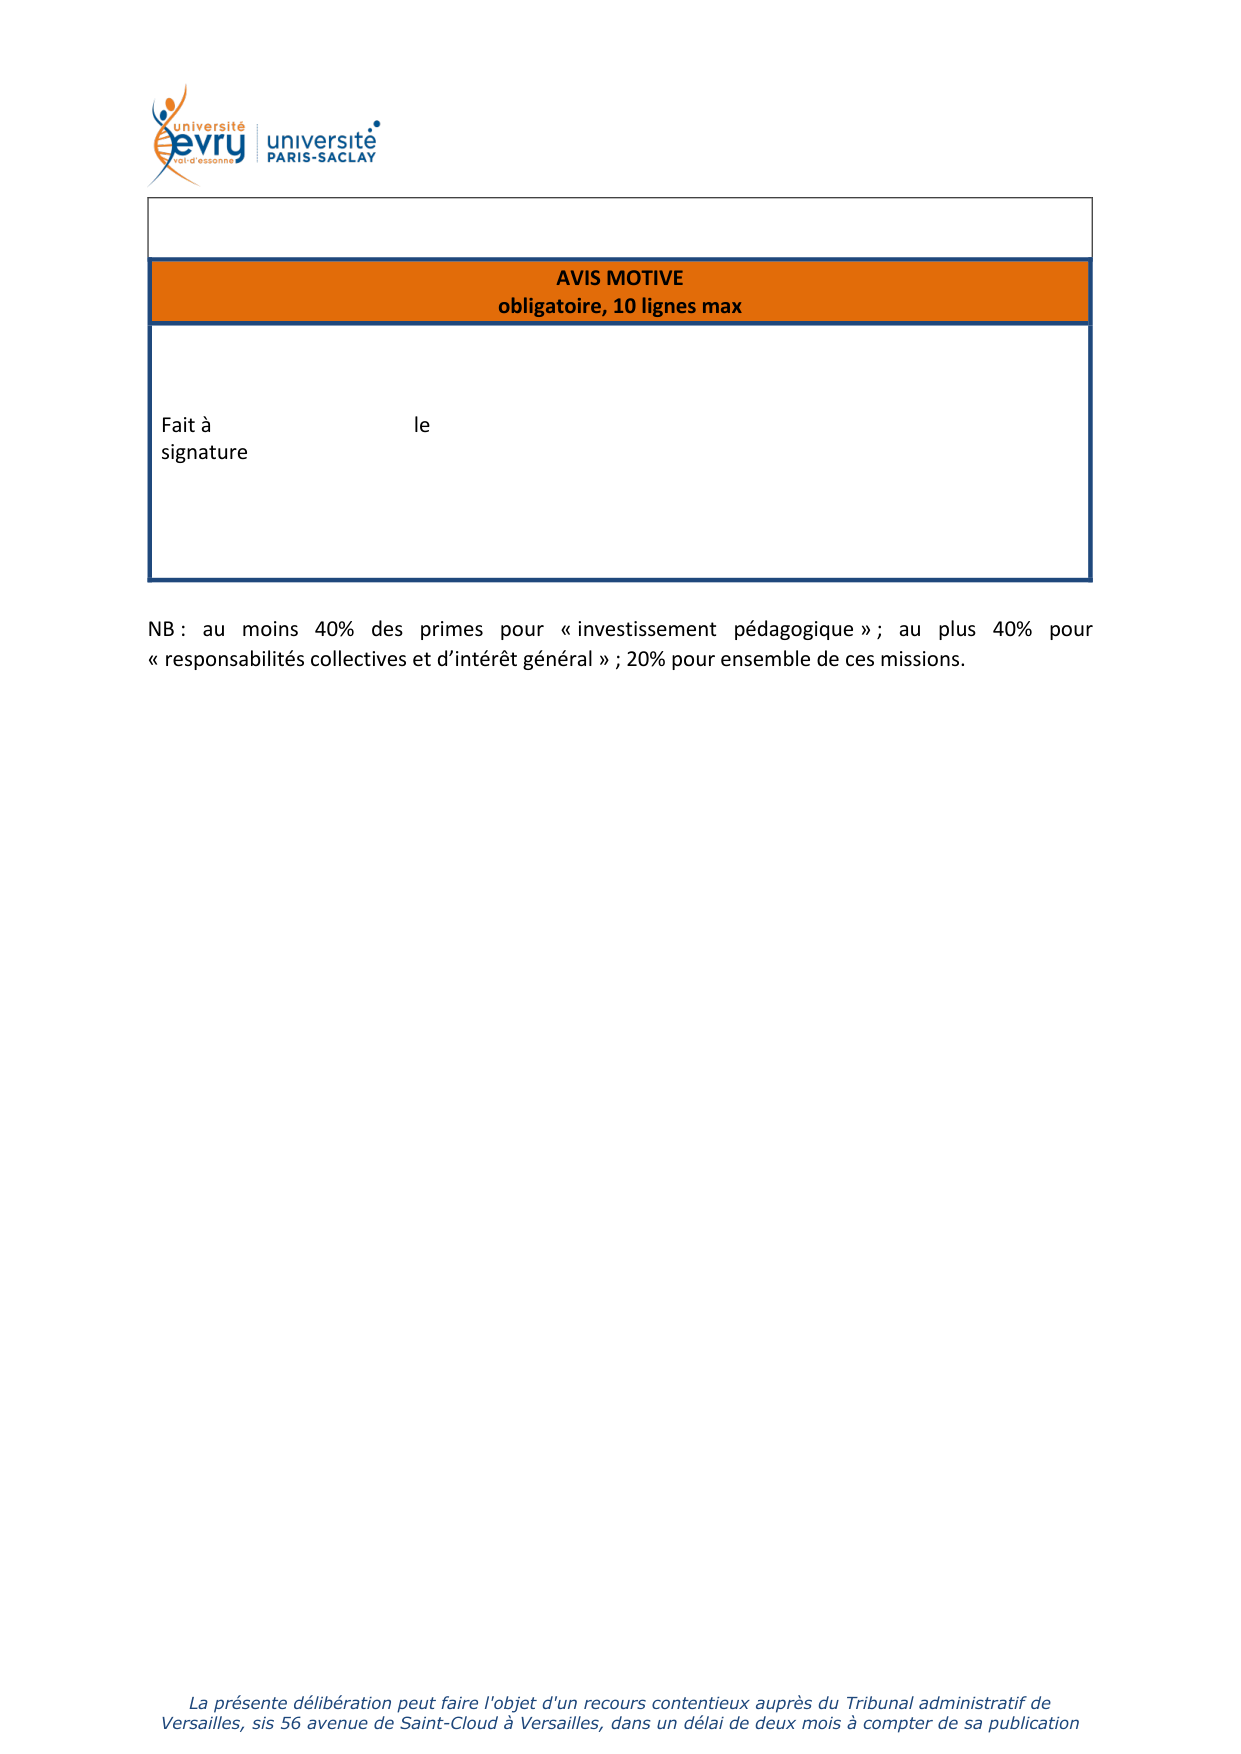 université
evry
val-d'essonne
université
PARIS-SACLAY
AVIS MOTIVE
obligatoire, 10 lignes max
Fait à le
signature
NB : au moins 40% des primes pour « investissement pédagogique » ; au plus 40% pour
« responsabilités collectives et d’intérêt général » ; 20% pour ensemble de ces missions.
La présente délibération peut faire l'objet d'un recours contentieux auprès du Tribunal administratif de
Versailles, sis 56 avenue de Saint-Cloud à Versailles, dans un délai de deux mois à compter de sa publication